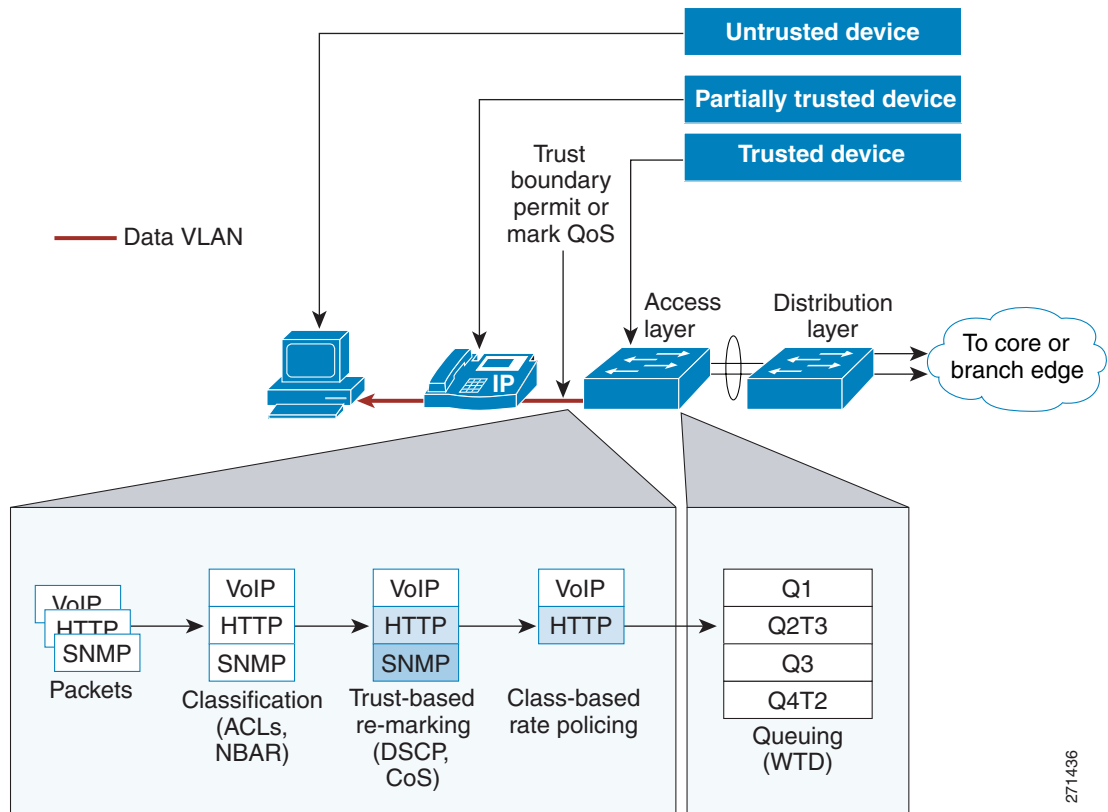 Untrusted device
Partially trusted device
Trusted device
Trust
boundary
permit or
mark QoS
Data VLAN
Access
layer
Distribution
layer
To core or
branch edge
IP
VoIP
HTTP
SNMP
Packets
VoIP
HTTP
SNMP
Classification
(ACLs,
NBAR)
VoIP
HTTP
SNMP
Trust-based
re-marking
(DSCP,
CoS)
VoIP
HTTP
Class-based
rate policing
Q1
Q2T3
Q3
Q4T2
Queuing
(WTD)
271436